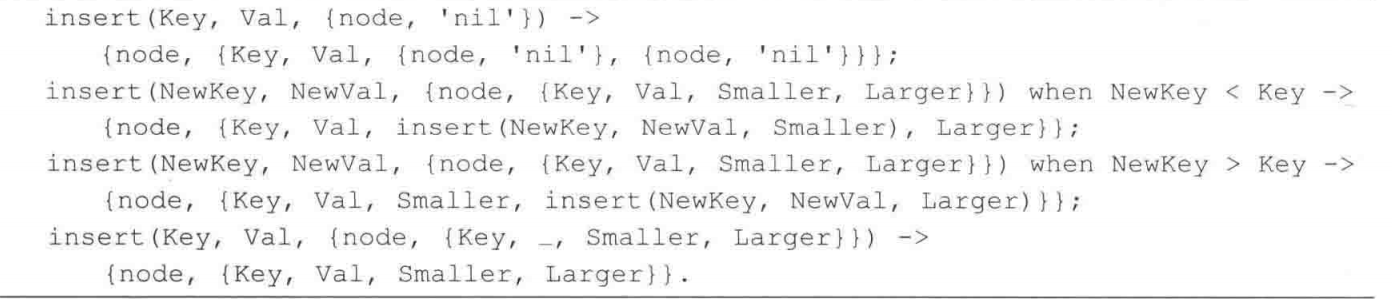 insert(Key, Val, {node, 'nil'}) ->
{node, {Key, Val, {node, 'nil'}, {node, 'nil'}}};
insert(NewKey, NewVal, {node, {Key, Val, Smaller, Larger}}) when NewKey < Key ->
{node, {Key, Val, insert(NewKey, NewVal, Smaller), Larger}};
insert(NewKey, NewVal, {node, {Key, Val, Smaller, Larger}}) when NewKey > Key ->
{node, {Key, Val, Smaller, insert(NewKey, NewVal, Larger)}};
insert(Key, Val, {node, {Key, _, Smaller, Larger}}) ->
{node, {Key, Val, Smaller, Larger}}.